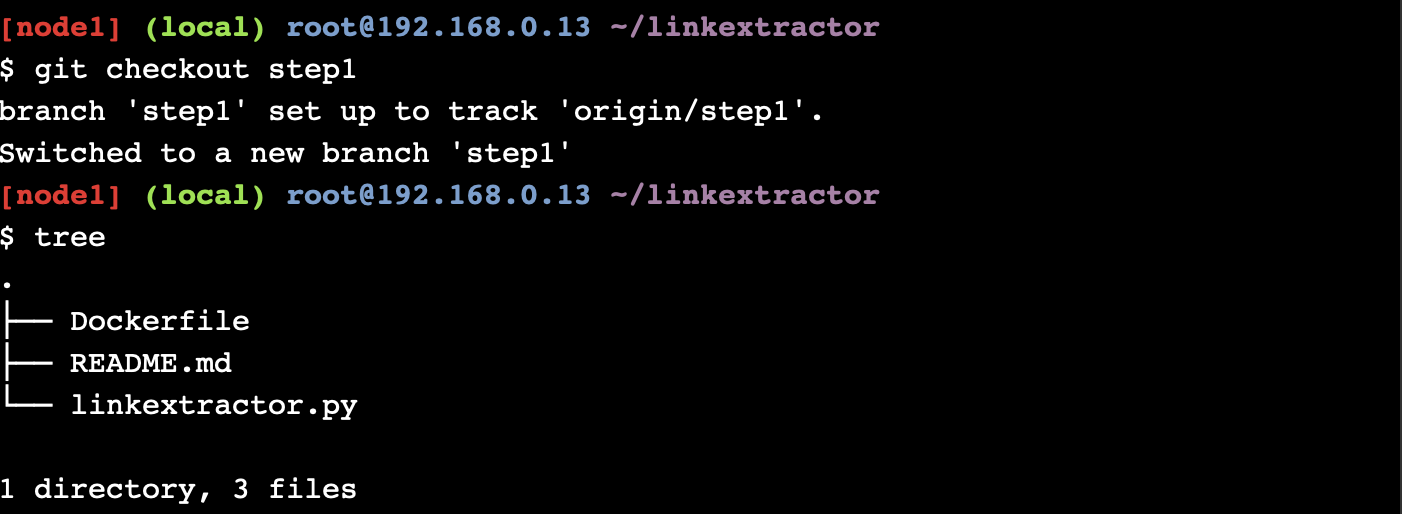 [node1] (local) root@192.168.0.13 ~/linkextractor
$ git checkout step1
branch 'step1' set up to track 'origin/step1'.
Switched to a new branch 'step1'
[node1] (local) root@192.168.0.13 ~/linkextractor
$ tree
.
├── Dockerfile
├── README.md
└── linkextractor.py

1 directory, 3 files